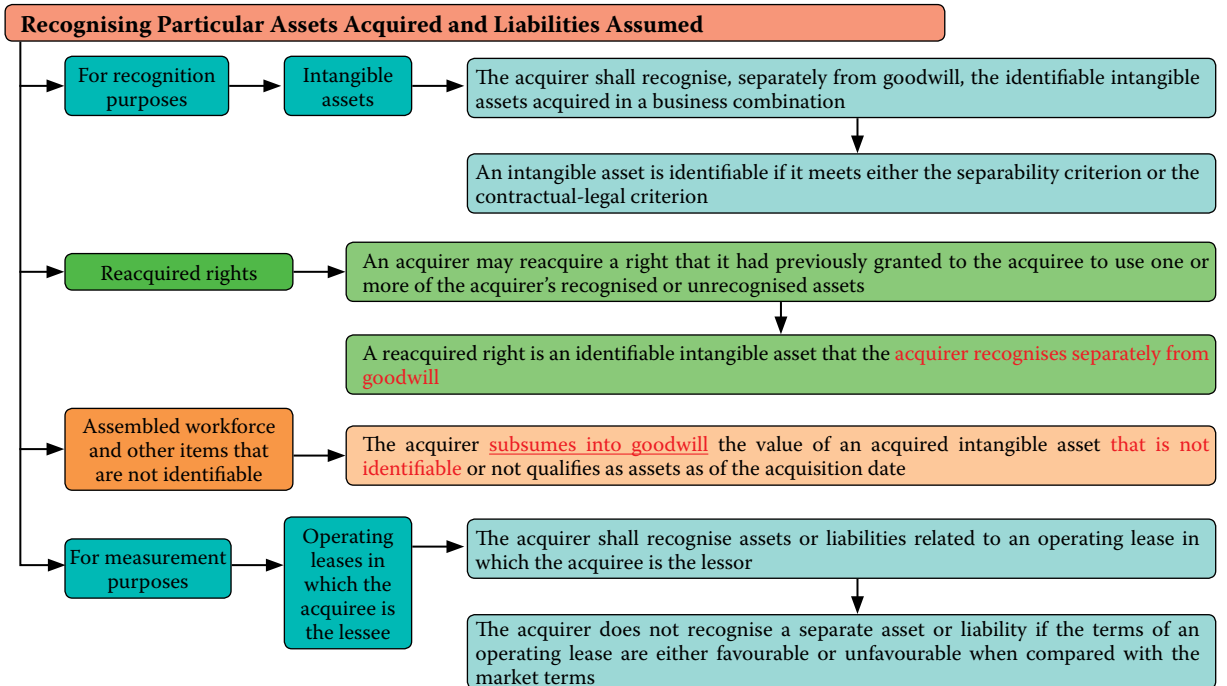 Recognising Particular Assets Acquired and Liabilities Assumed
For recognition
purposes
Intangible
assets
The acquirer shall recognise, separately from goodwill, the identifiable intangible
assets acquired in a business combination
An intangible asset is identifiable if it meets either the separability criterion or the
contractual-legal criterion
Reacquired rights
An acquirer may reacquire a right that it had previously granted to the acquiree to use one or
more of the acquirer's recognised or unrecognised assets
A reacquired right is an identifiable intangible asset that the acquirer recognises separately from
goodwill
Assembled workforce
and other items that
are not identifiable
The acquirer subsumes into goodwill the value of an acquired intangible asset that is not
identifiable or not qualifies as assets as of the acquisition date
For measurement
purposes
Operating
leases in
which the
acquiree is
the lessee
The acquirer shall recognise assets or liabilities related to an operating lease in
which the acquiree is the lessor
The acquirer does not recognise a separate asset or liability if the terms of an
operating lease are either favourable or unfavourable when compared with the
market terms